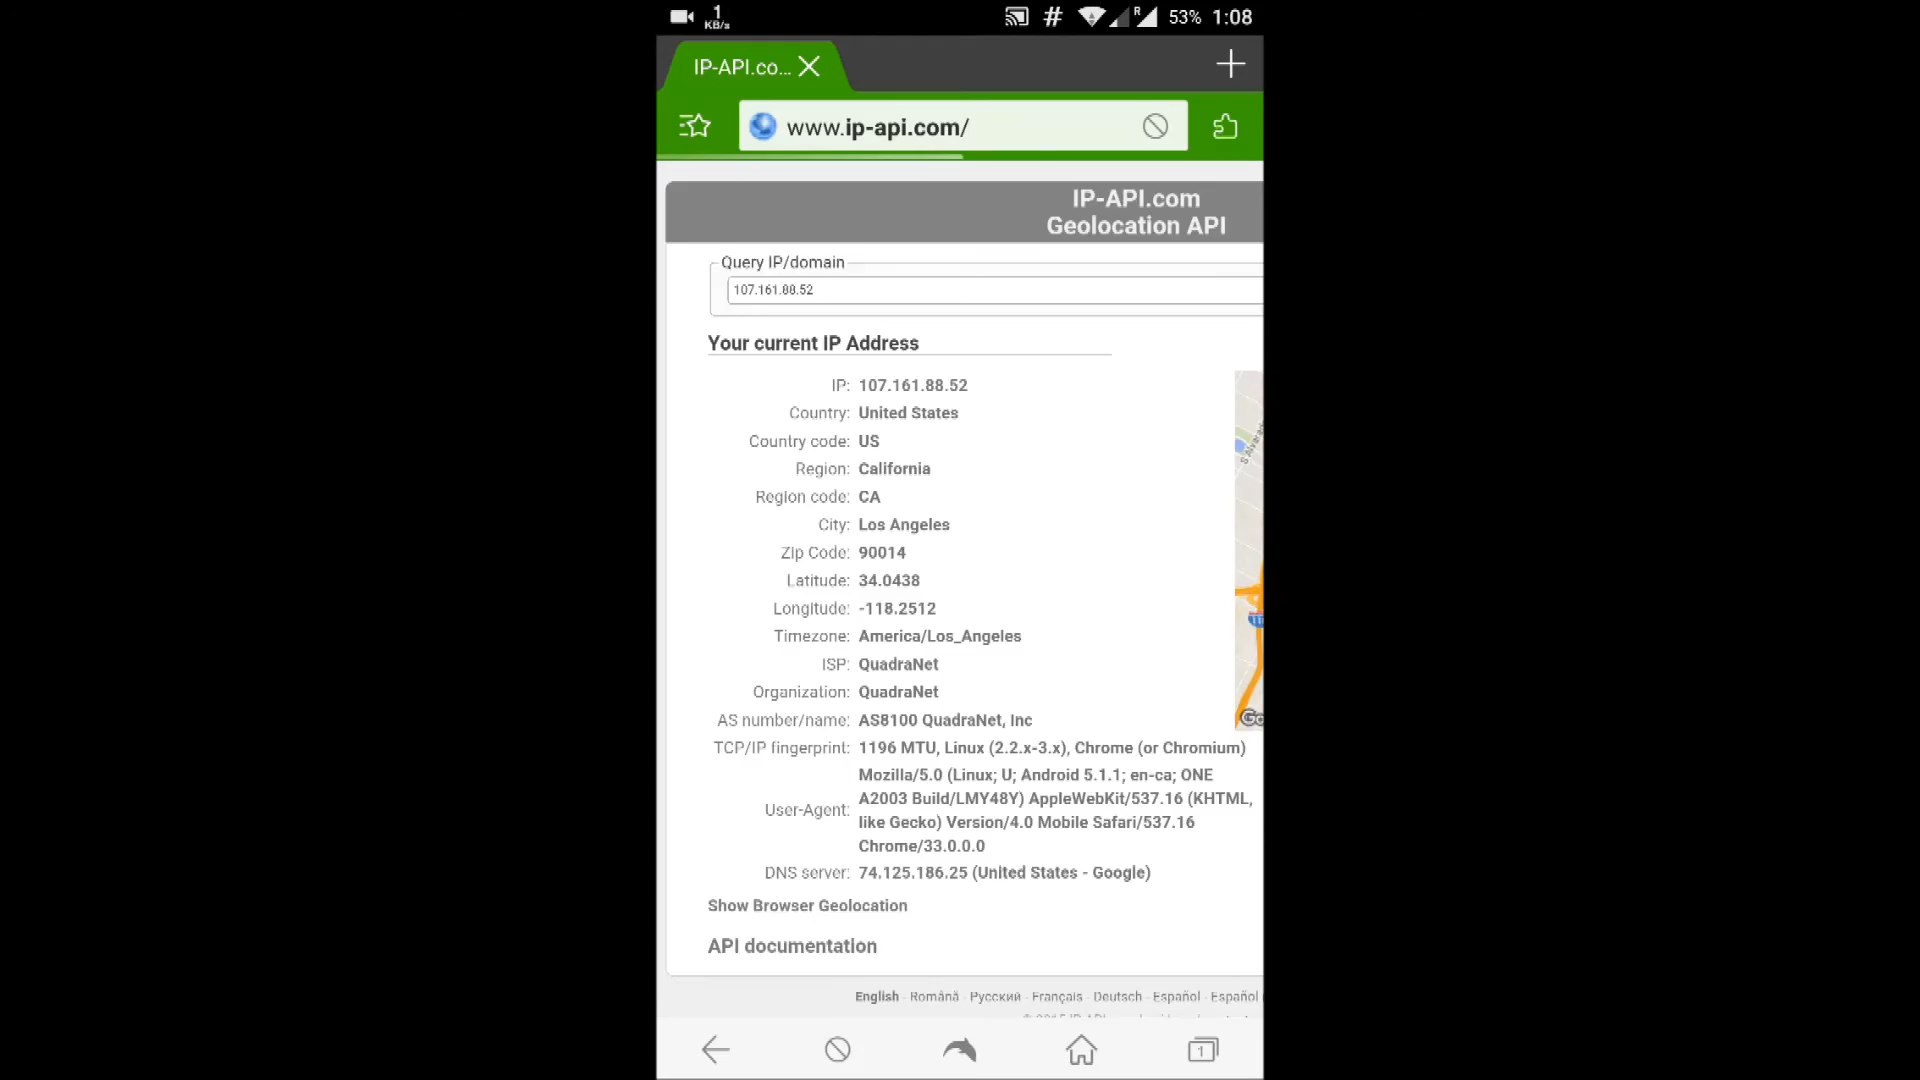 1
KB/s
R
53% 1:08
IP-API.co...
www.ip-api.com/
IP-API.com
Geolocation API
Query IP/domain
107.161.88.52
Your current IP Address
IP: 107.161.88.52
Country: United States
Country code: US
Region: California
Region code: CA
City: Los Angeles
Zip Code: 90014
Latitude: 34.0438
Longitude: -118.2512
Timezone: America/Los_Angeles
ISP: QuadraNet
Organization: QuadraNet
AS number/name: AS8100 QuadraNet, Inc
TCP/IP fingerprint: 1196 MTU, Linux (2.2.x-3.x), Chrome (or Chromium)
User-Agent: Mozilla/5.0 (Linux; U; Android 5.1.1; en-ca; ONE
A2003 Build/LMY48Y) AppleWebKit/537.16 (KHTML,
like Gecko) Version/4.0 Mobile Safari/537.16
Chrome/33.0.0.0
DNS server: 74.125.186.25 (United States - Google)
Show Browser Geolocation
API documentation
English - Română - Русский - Français - Deutsch - Español - Español
1